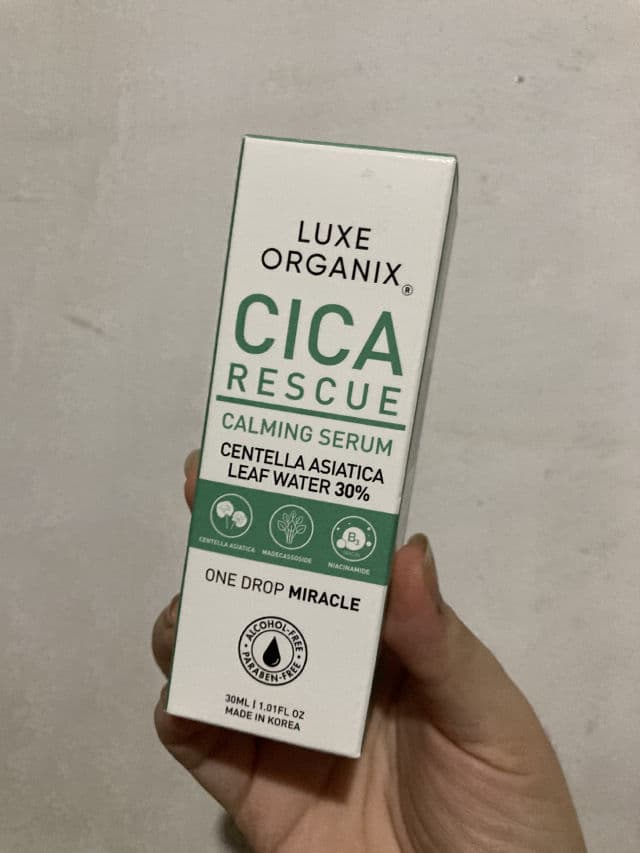 LUXE
ORGANIX®
CICA
RESCUE
CALMING SERUM
CENTELLA ASIATICA
LEAF WATER 30%
CENTELLA ASIATICA MADECASSOSIDE NIACINAMIDE
B3
ONE DROP MIRACLE
ALCOHOL-FREE
PARABEN-FREE
30ML | 1.01FL OZ
MADE IN KOREA